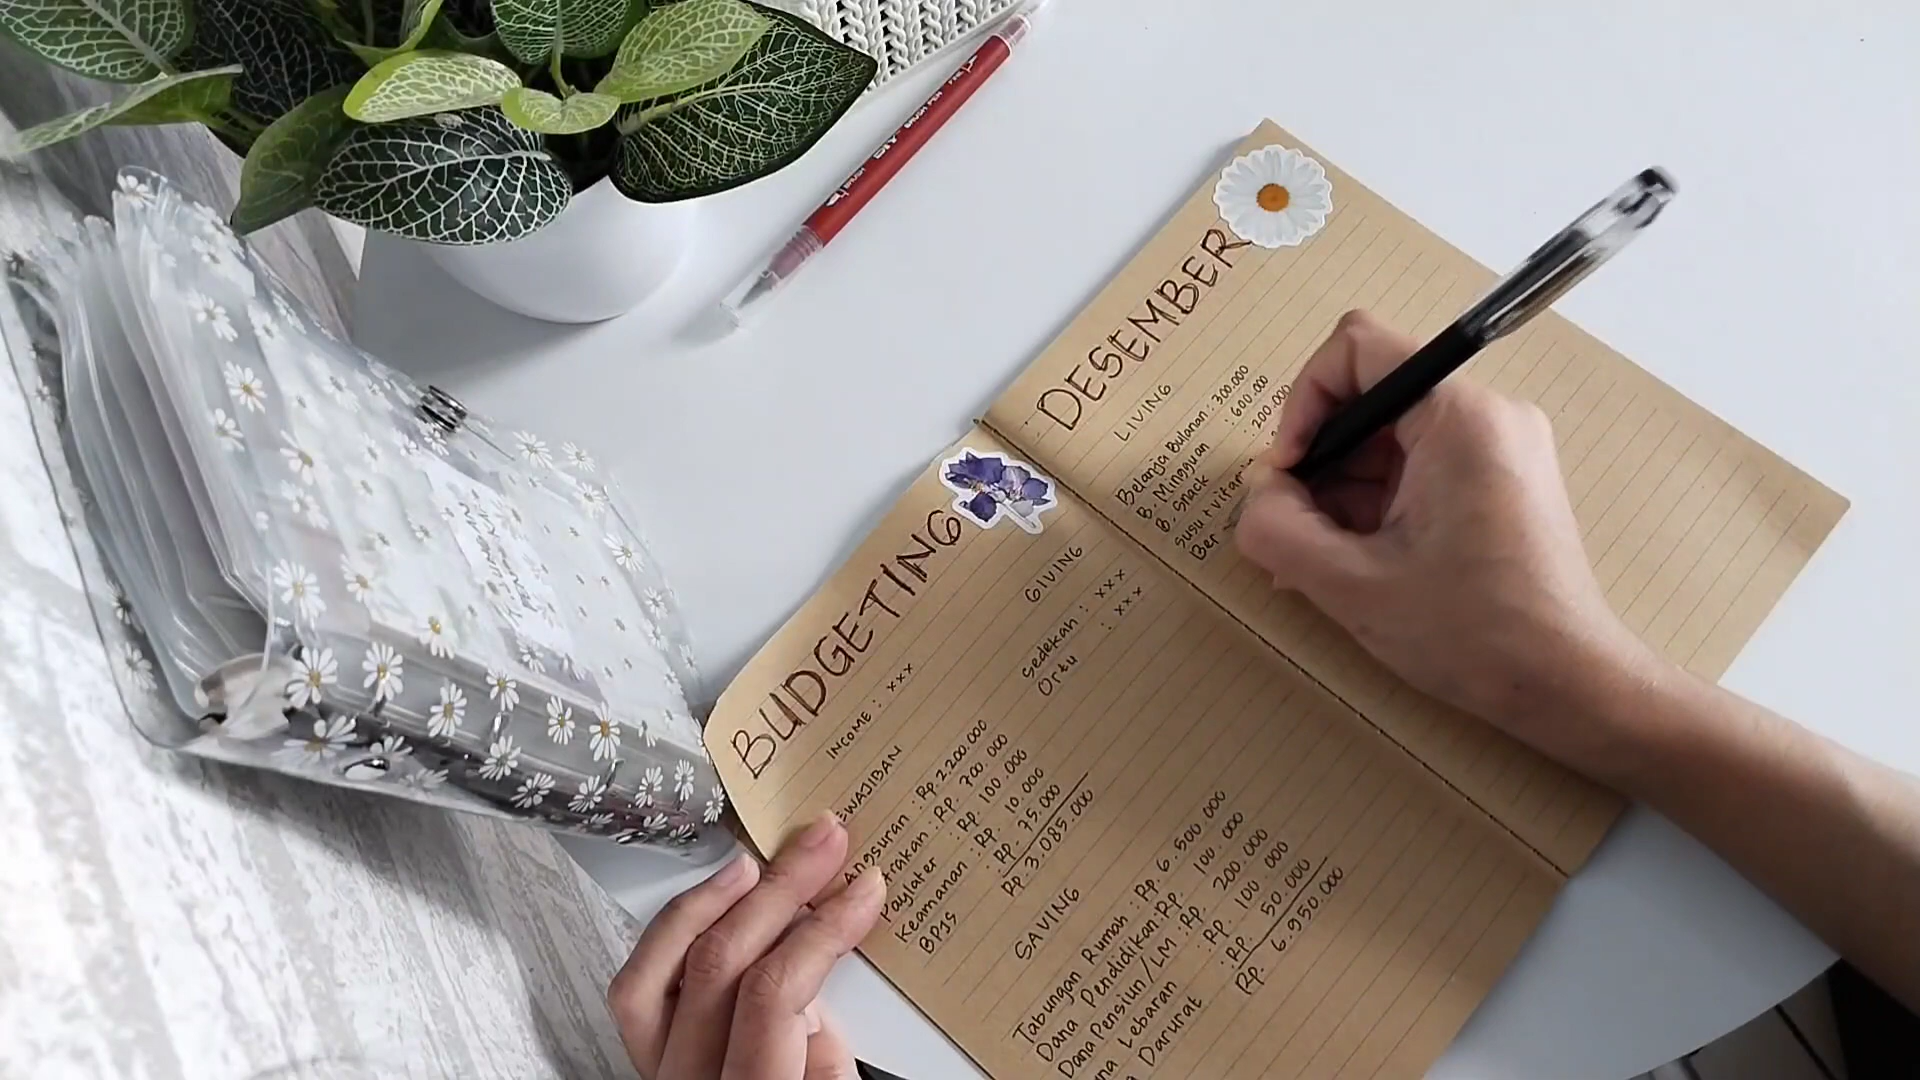 BUDGETING
INCOME : xxx
Angsuran : Rp 2.200.000
: Rp. 700.000
Paylater : Rp 100.000
Keamanan : Rp. 10.000
BPJS : Rp. 75.000
Rp. 3.085.000
GIVING
Sedekah : xxx
Ortu : xxx
SAVING
Tabungan Rumah : Rp. 6.500.000
Dana Pendidikan : Rp. 100.000
Dana Pensiun/LM : Rp 200.000
Lebaran : Rp. 100.000
Darurat : Rp. 50.000
Rp. 6.950.000
DESEMBER
LIVING
Belanja Bulanan : 300.000
B. Mingguan : 600.000
B. Snack : 200.000
Susu + Vitamin :
Ber
BRUSH PEN